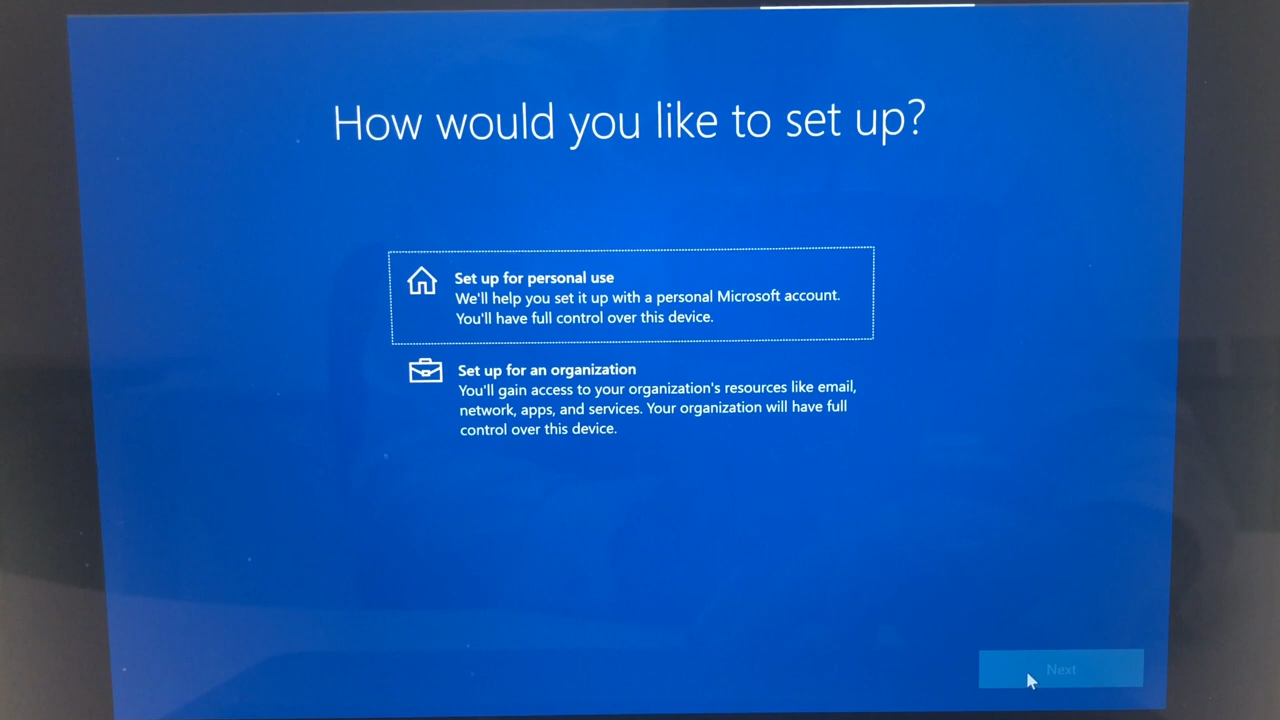 How would you like to set up?
Set up for personal use
We'll help you set it up with a personal Microsoft account.
You'll have full control over this device.
Set up for an organization
You'll gain access to your organization's resources like email,
network, apps, and services. Your organization will have full
control over this device.
Next